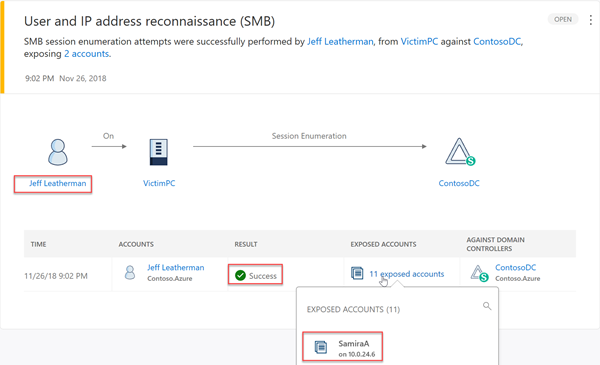 User and IP address reconnaissance (SMB)
OPEN
SMB session enumeration attempts were successfully performed by Jeff Leatherman, from VictimPC against ContosoDC,
exposing 2 accounts.
9:02 PM Nov 26, 2018
On
Session Enumeration
Jeff Leatherman
VictimPC
S
ContosoDC
TIME
ACCOUNTS
RESULT
EXPOSED ACCOUNTS
AGAINST DOMAIN
CONTROLLERS
11/26/18 9:02 PM
Jeff Leatherman
Contoso.Azure
Success
11 exposed accounts
S
ContosoDC
Contoso.Azure
EXPOSED ACCOUNTS (11)
SamiraA
on 10.0.24.6